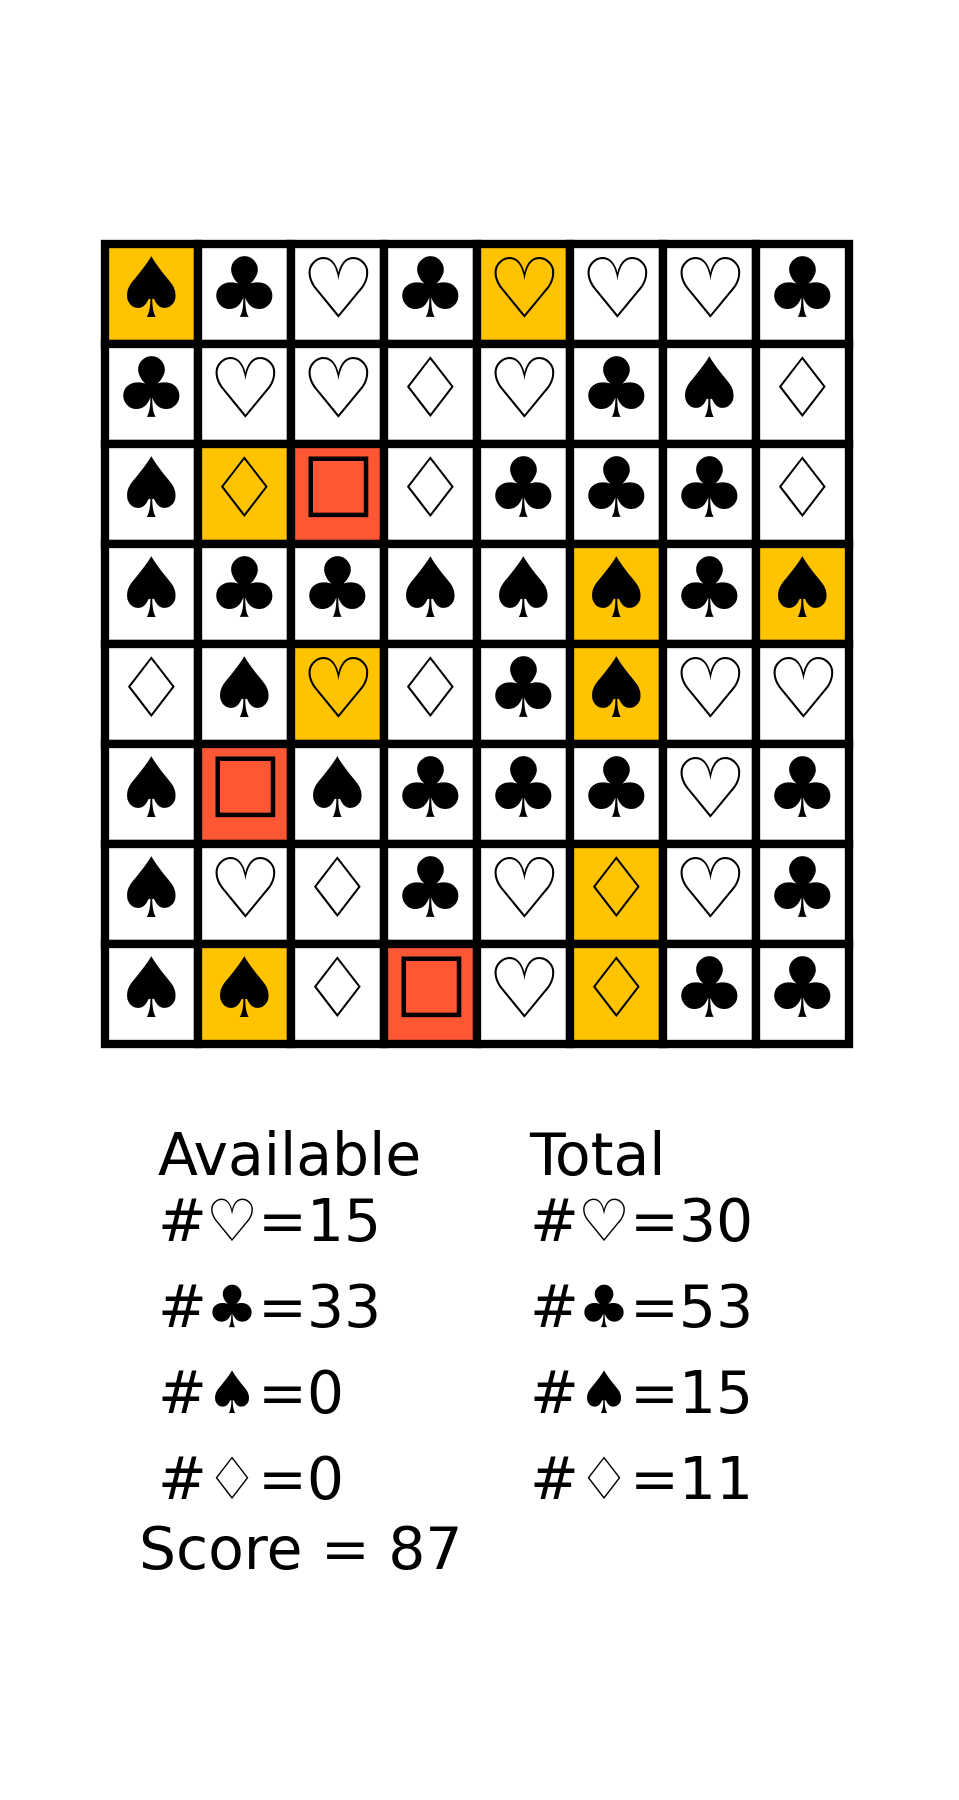 ♠ ♣ ♡ ♣ ♡ ♡ ♡ ♣
♣ ♡ ♡ ♢ ♡ ♣ ♠ ♢
♠ ♢ □ ♢ ♣ ♣ ♣ ♢
♠ ♣ ♣ ♠ ♠ ♠ ♣ ♠
♢ ♠ ♡ ♢ ♣ ♠ ♡ ♡
♠ □ ♠ ♣ ♣ ♣ ♡ ♣
♠ ♡ ♢ ♣ ♡ ♢ ♡ ♣
♠ ♠ ♢ □ ♡ ♢ ♣ ♣
Available Total
#♡=15 #♡=30
#♣=33 #♣=53
#♠=0 #♠=15
#♢=0 #♢=11
Score = 87